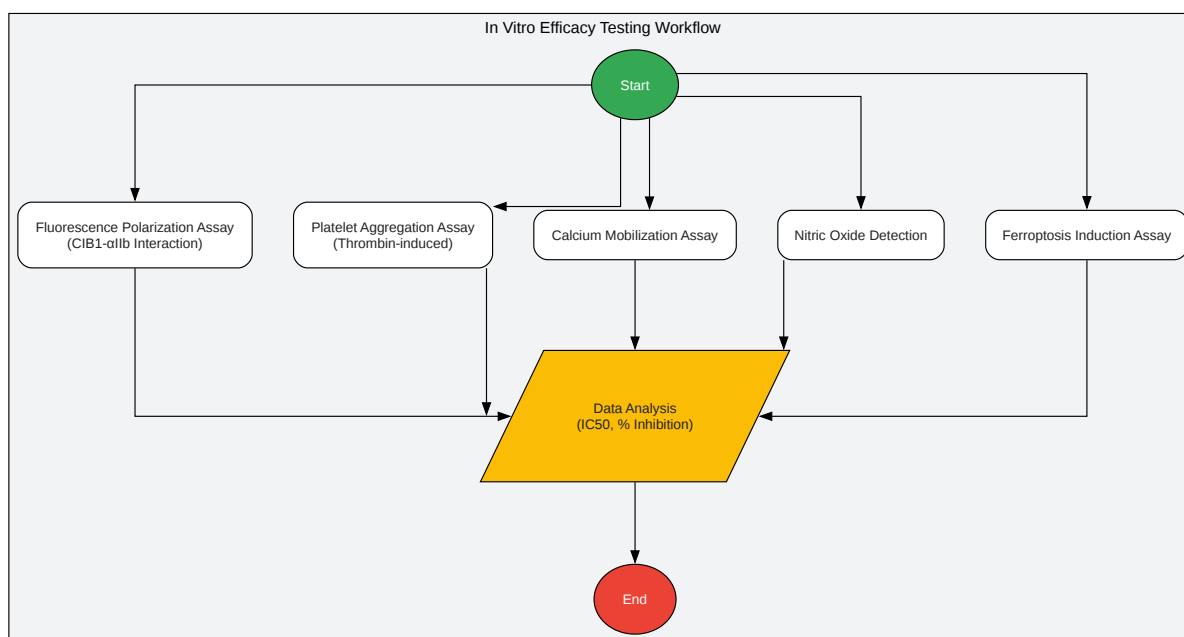 In Vitro Efficacy Testing Workflow
Start
Fluorescence Polarization Assay
(CIB1-αIIb Interaction)
Platelet Aggregation Assay
(Thrombin-induced)
Calcium Mobilization Assay
Nitric Oxide Detection
Ferroptosis Induction Assay
Data Analysis
(IC50, % Inhibition)
End